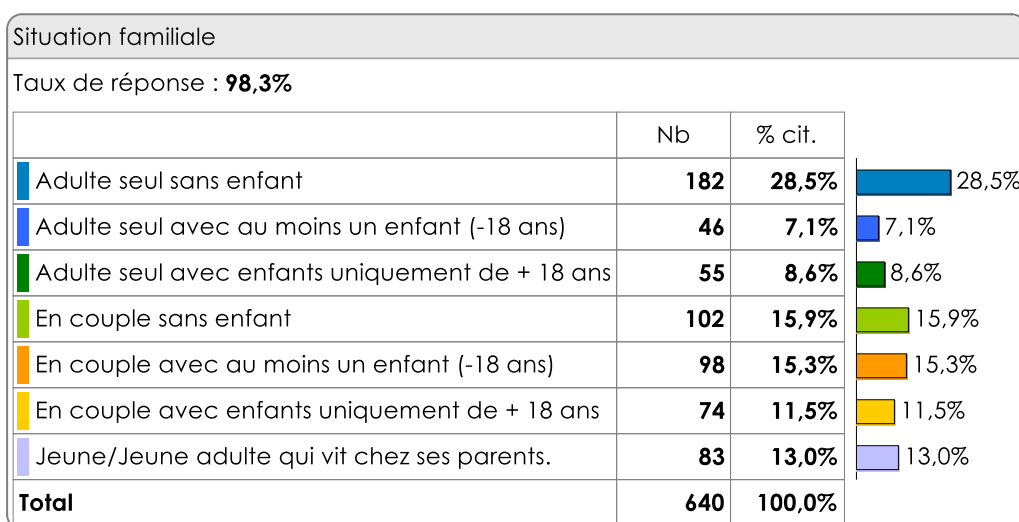 Situation familiale
Taux de réponse : 98,3%
Nb % cit.
Adulte seul sans enfant 182 28,5% 28,5%
Adulte seul avec au moins un enfant (-18 ans) 46 7,1% 7,1%
Adulte seul avec enfants uniquement de + 18 ans 55 8,6% 8,6%
En couple sans enfant 102 15,9% 15,9%
En couple avec au moins un enfant (-18 ans) 98 15,3% 15,3%
En couple avec enfants uniquement de + 18 ans 74 11,5% 11,5%
Jeune/Jeune adulte qui vit chez ses parents. 83 13,0% 13,0%
Total 640 100,0%